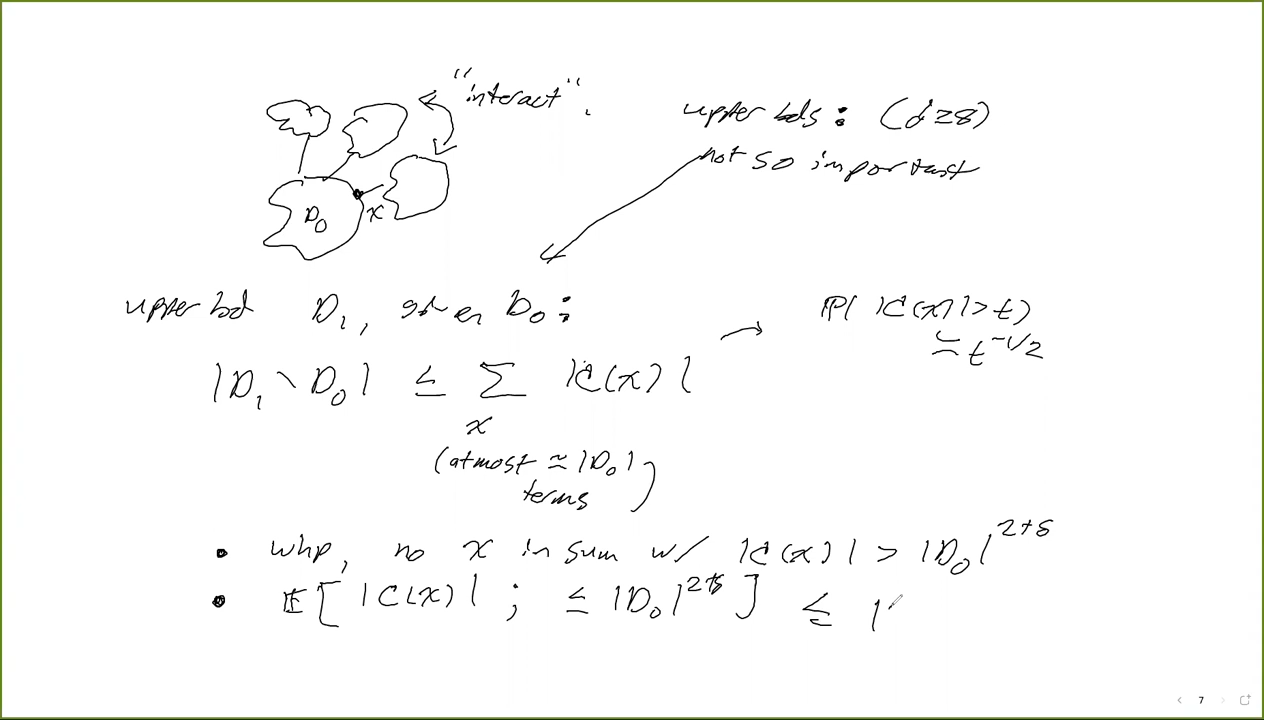 "interact".
upper bds: (d≥8)
not so important
D₀
x
upper bd D₁, given D₀:
|D₁ \ D₀| ≤ Σ |C(x)|
x
(at most ≃ |D₀|
terms)
→ P( |C(x)| > t)
≍ t^{-1/2}
• whp, no x in sum w/ |C(x)| > |D₀|^{2+δ}
• E[ |C(x)| ; ≤ |D₀|^{2+δ} ] ≤ |
7